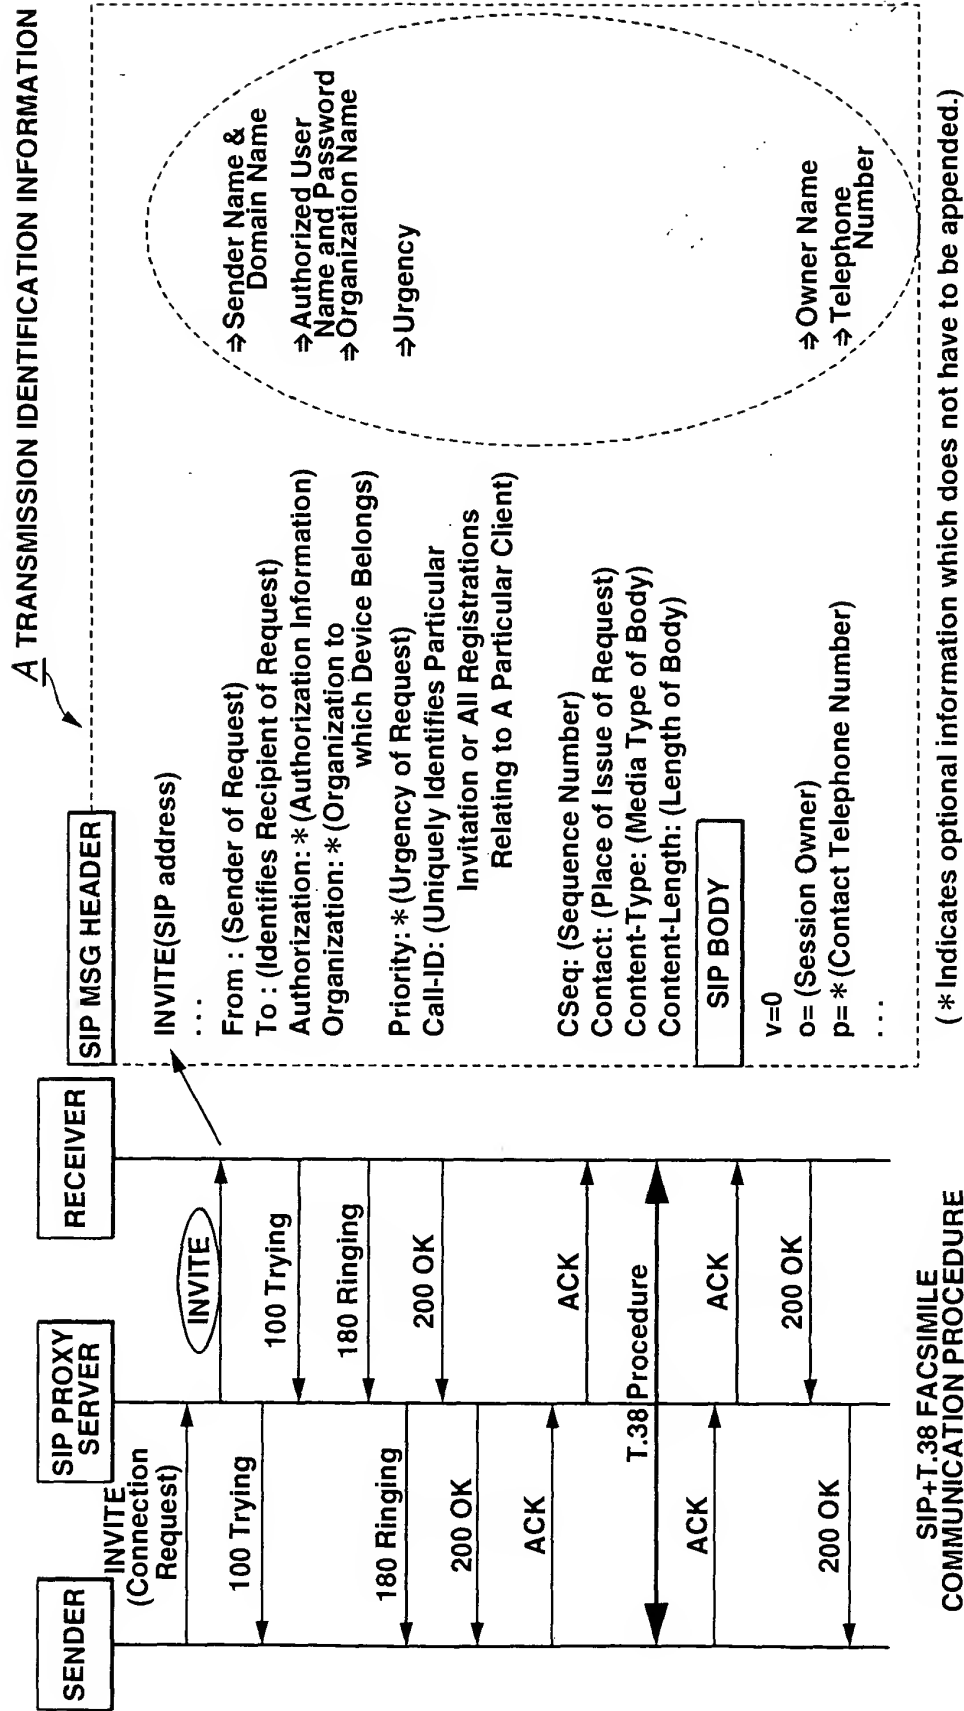 A TRANSMISSION IDENTIFICATION INFORMATION
SENDER
SIP PROXY
SERVER
RECEIVER
INVITE
(Connection
Request)
INVITE
100 Trying
100 Trying
180 Ringing
180 Ringing
200 OK
200 OK
ACK
ACK
T.38 Procedure
ACK
ACK
200 OK
200 OK
SIP+T.38 FACSIMILE
COMMUNICATION PROCEDURE
SIP MSG HEADER
INVITE(SIP address)
...
From : (Sender of Request)
⇒Sender Name &
Domain Name
To : (Identifies Recipient of Request)
Authorization: *(Authorization Information)
⇒Authorized User
Name and Password
Organization: *(Organization to
which Device Belongs)
⇒Organization Name
Priority: *(Urgency of Request)
⇒Urgency
Call-ID: (Uniquely Identifies Particular
Invitation or All Registrations
Relating to A Particular Client)
CSeq: (Sequence Number)
Contact: (Place of Issue of Request)
Content-Type: (Media Type of Body)
Content-Length: (Length of Body)
SIP BODY
v=0
o= (Session Owner)
⇒Owner Name
p= *(Contact Telephone Number)
⇒Telephone
Number
...
( * Indicates optional information which does not have to be appended.)